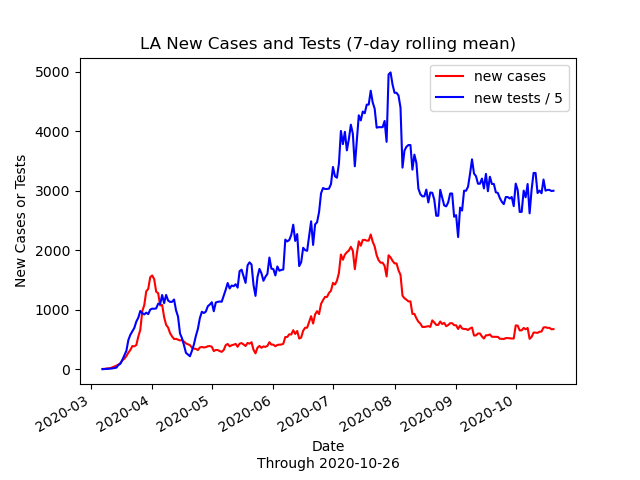 LA New Cases and Tests (7-day rolling mean)
new cases
new tests / 5
New Cases or Tests
5000
4000
3000
2000
1000
0
2020-03
2020-04
2020-05
2020-06
2020-07
2020-08
2020-09
2020-10
Date
Through 2020-10-26